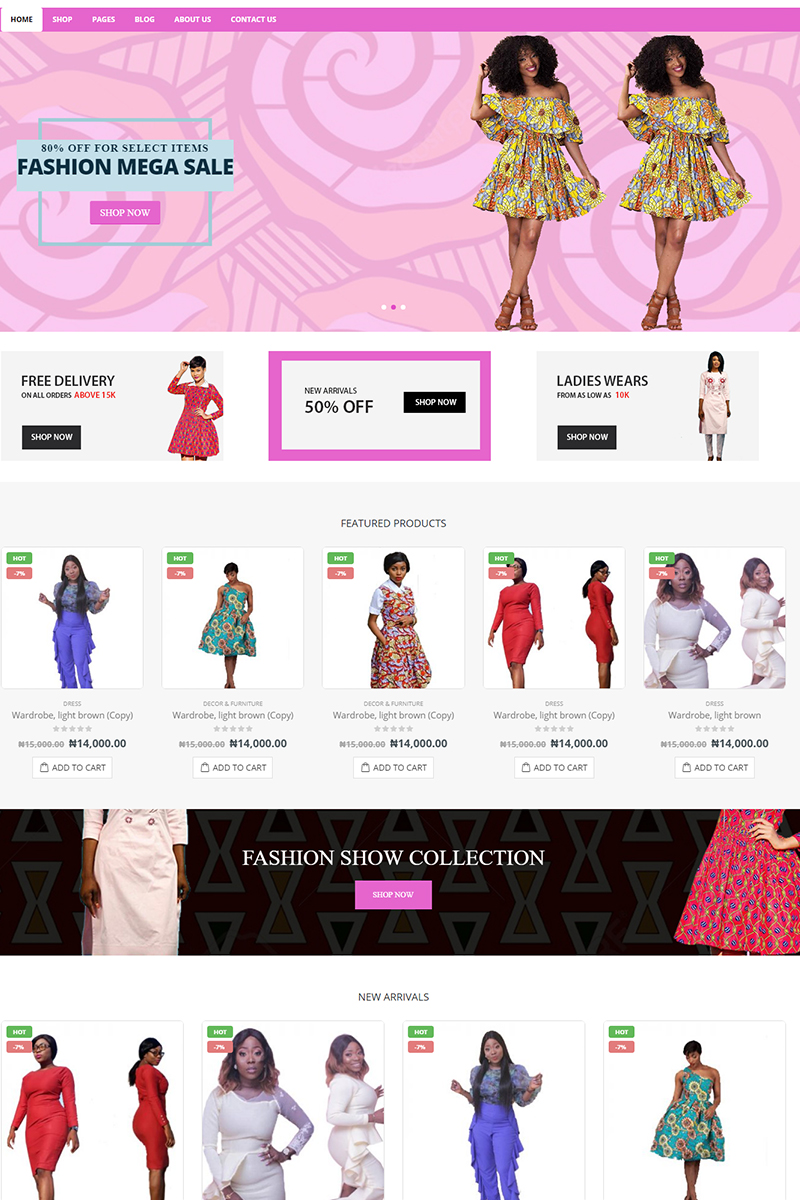 HOME SHOP PAGES BLOG ABOUT US CONTACT US
80% OFF FOR SELECT ITEMS
FASHION MEGA SALE
SHOP NOW
FREE DELIVERY
ON ALL ORDERS ABOVE 15K
SHOP NOW
NEW ARRIVALS
50% OFF
SHOP NOW
LADIES WEARS
FROM AS LOW AS 10K
SHOP NOW
FEATURED PRODUCTS
HOT
-7%
DRESS
Wardrobe, light brown (Copy)
₦15,000.00 ₦14,000.00
ADD TO CART
HOT
-7%
DECOR & FURNITURE
Wardrobe, light brown (Copy)
₦15,000.00 ₦14,000.00
ADD TO CART
HOT
-7%
DECOR & FURNITURE
Wardrobe, light brown (Copy)
₦15,000.00 ₦14,000.00
ADD TO CART
HOT
-7%
DRESS
Wardrobe, light brown (Copy)
₦15,000.00 ₦14,000.00
ADD TO CART
HOT
-7%
DRESS
Wardrobe, light brown
₦15,000.00 ₦14,000.00
ADD TO CART
FASHION SHOW COLLECTION
SHOP NOW
NEW ARRIVALS
HOT
-7%
HOT
-7%
HOT
-7%
HOT
-7%